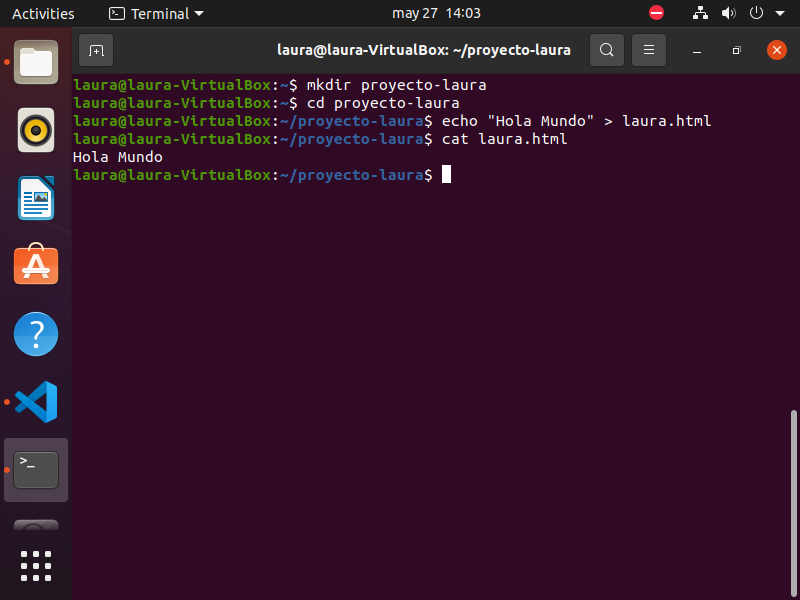 Activities Terminal may 27 14:03
laura@laura-VirtualBox: ~/proyecto-laura
laura@laura-VirtualBox:~$ mkdir proyecto-laura
laura@laura-VirtualBox:~$ cd proyecto-laura
laura@laura-VirtualBox:~/proyecto-laura$ echo "Hola Mundo" > laura.html
laura@laura-VirtualBox:~/proyecto-laura$ cat laura.html
Hola Mundo
laura@laura-VirtualBox:~/proyecto-laura$